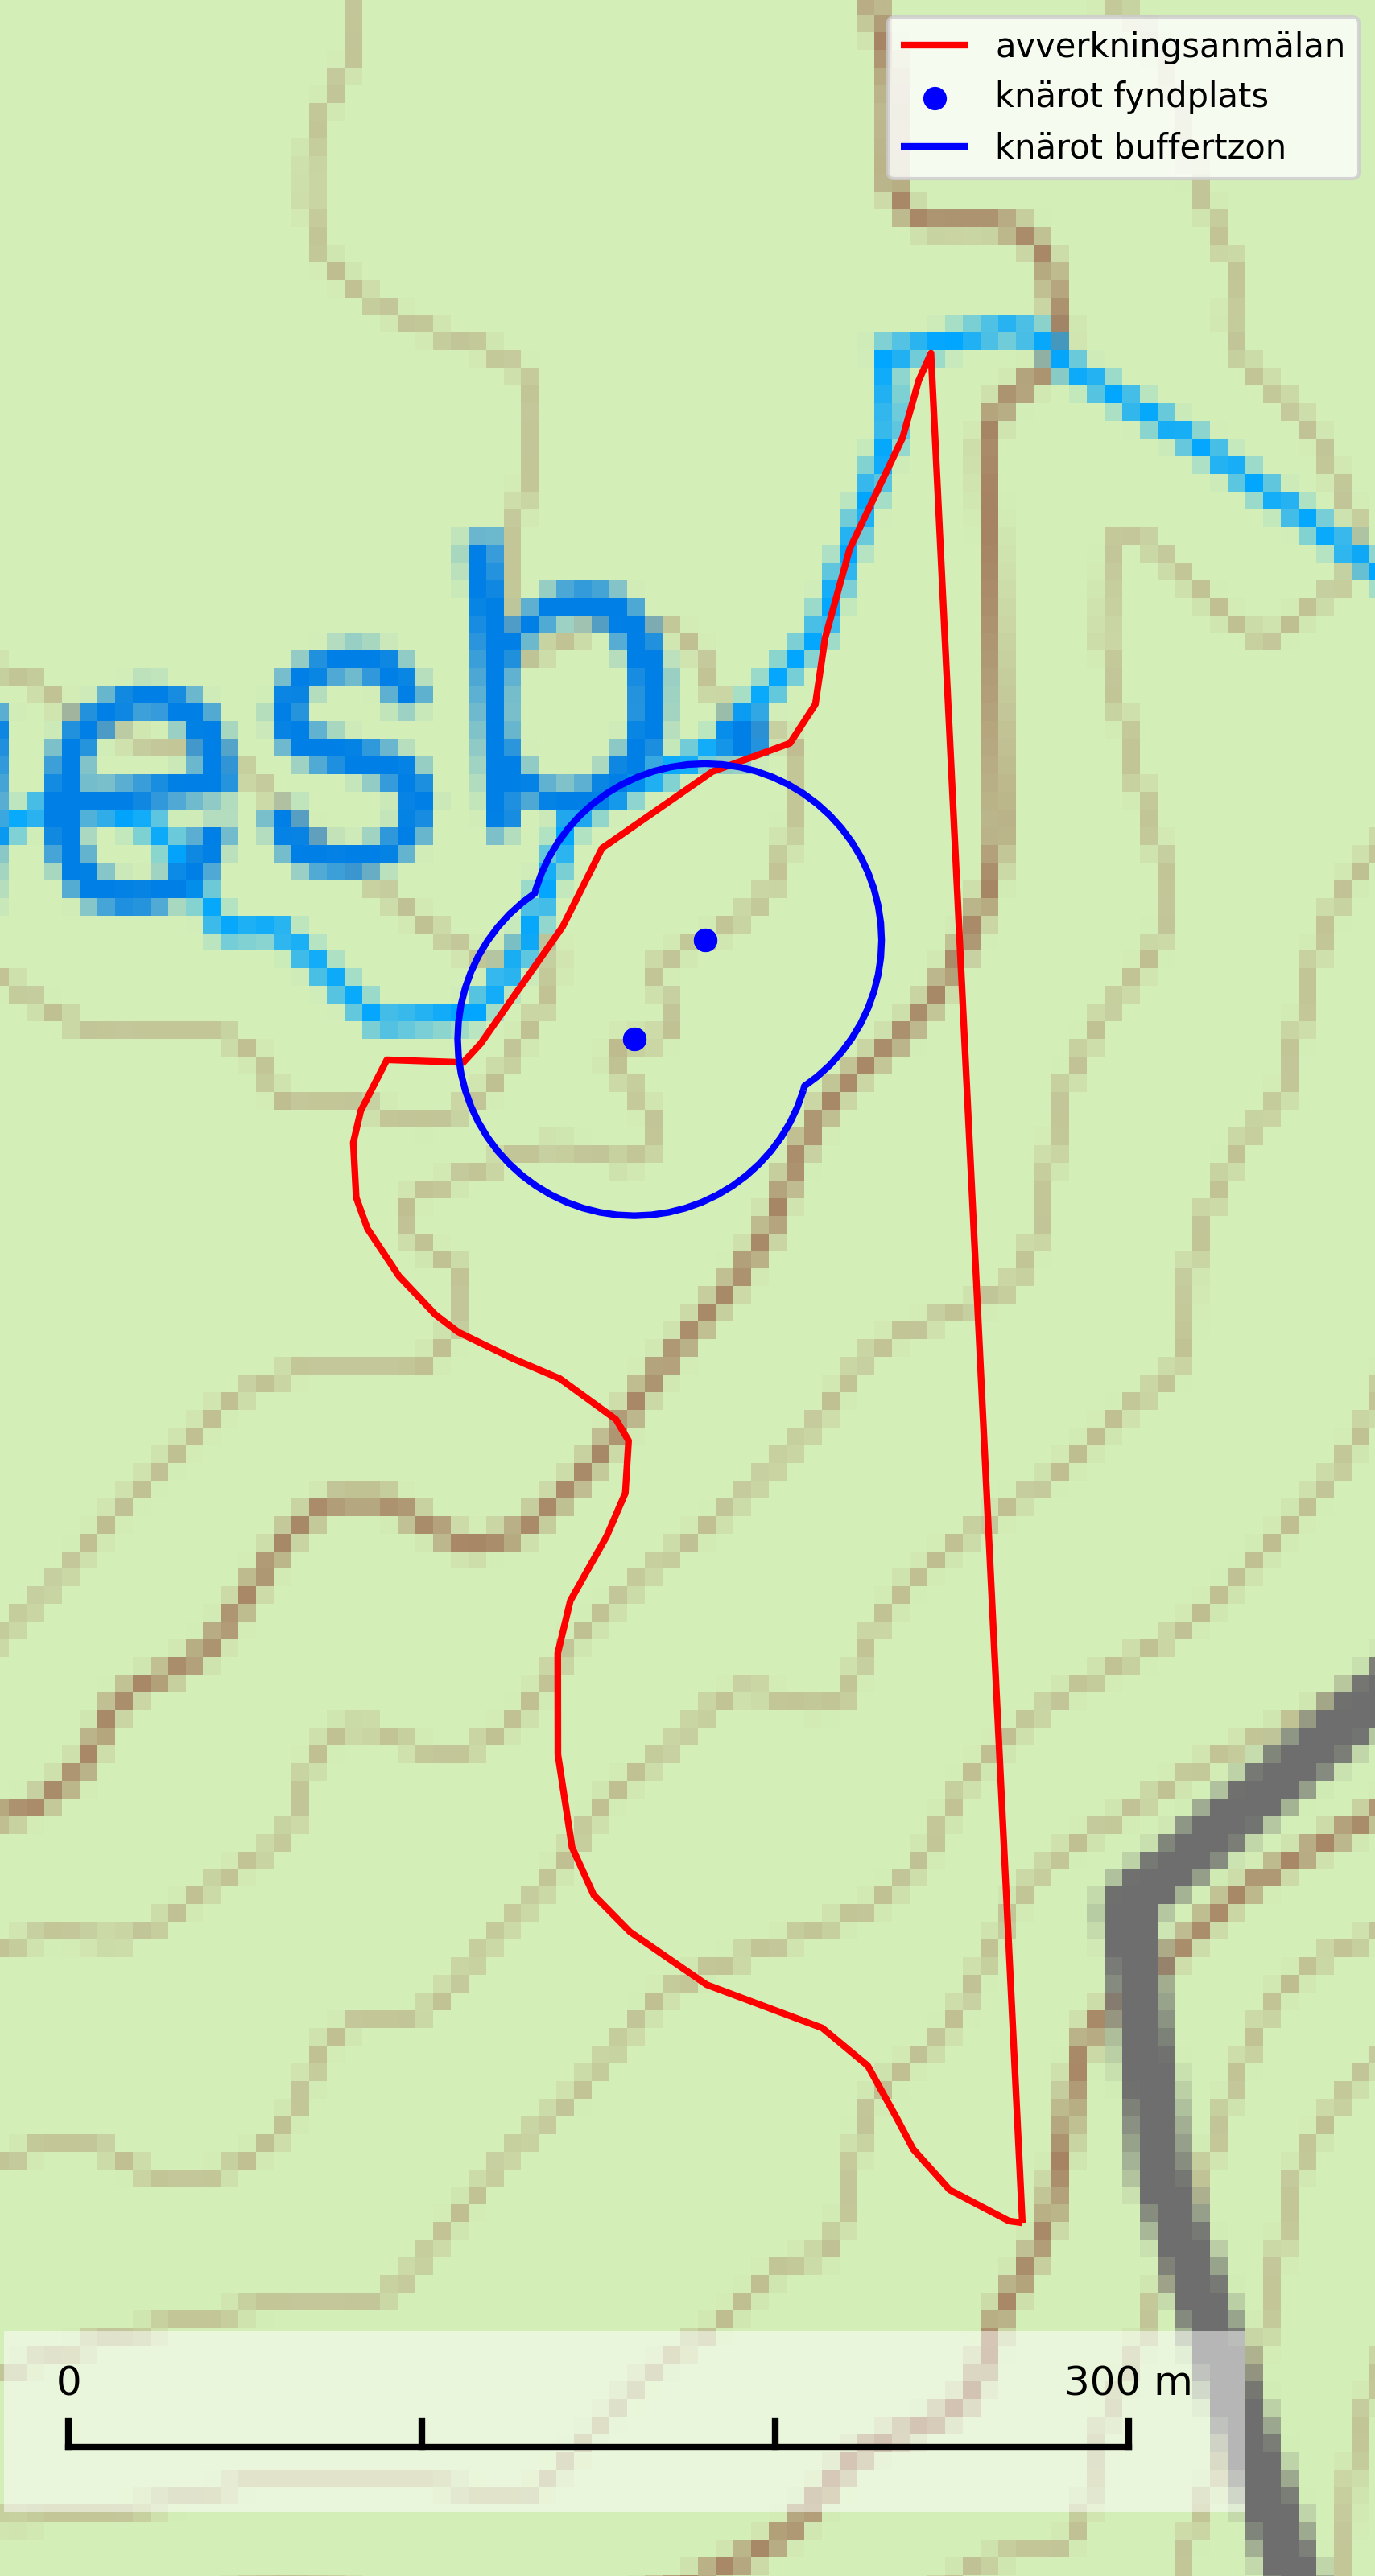 avverkningsanmälan
knärot fyndplats
knärot buffertzon
esb
0 300 m